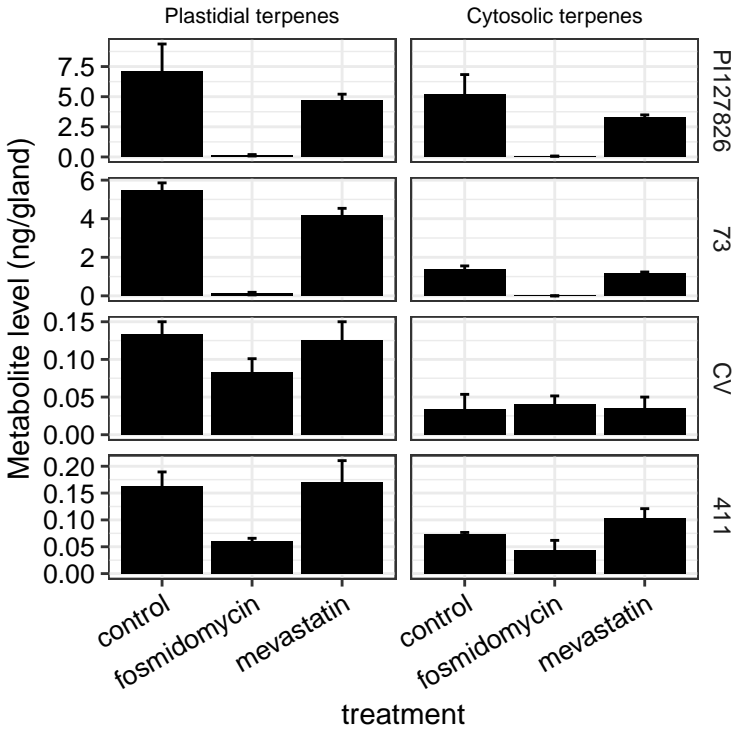 Plastidial terpenes
Cytosolic terpenes
Metabolite level (ng/gland)
7.5
5.0
2.5
0.0
PI127826
6
4
2
0
73
0.15
0.10
0.05
0.00
CV
0.20
0.15
0.10
0.05
0.00
411
control
fosmidomycin
mevastatin
control
fosmidomycin
mevastatin
treatment